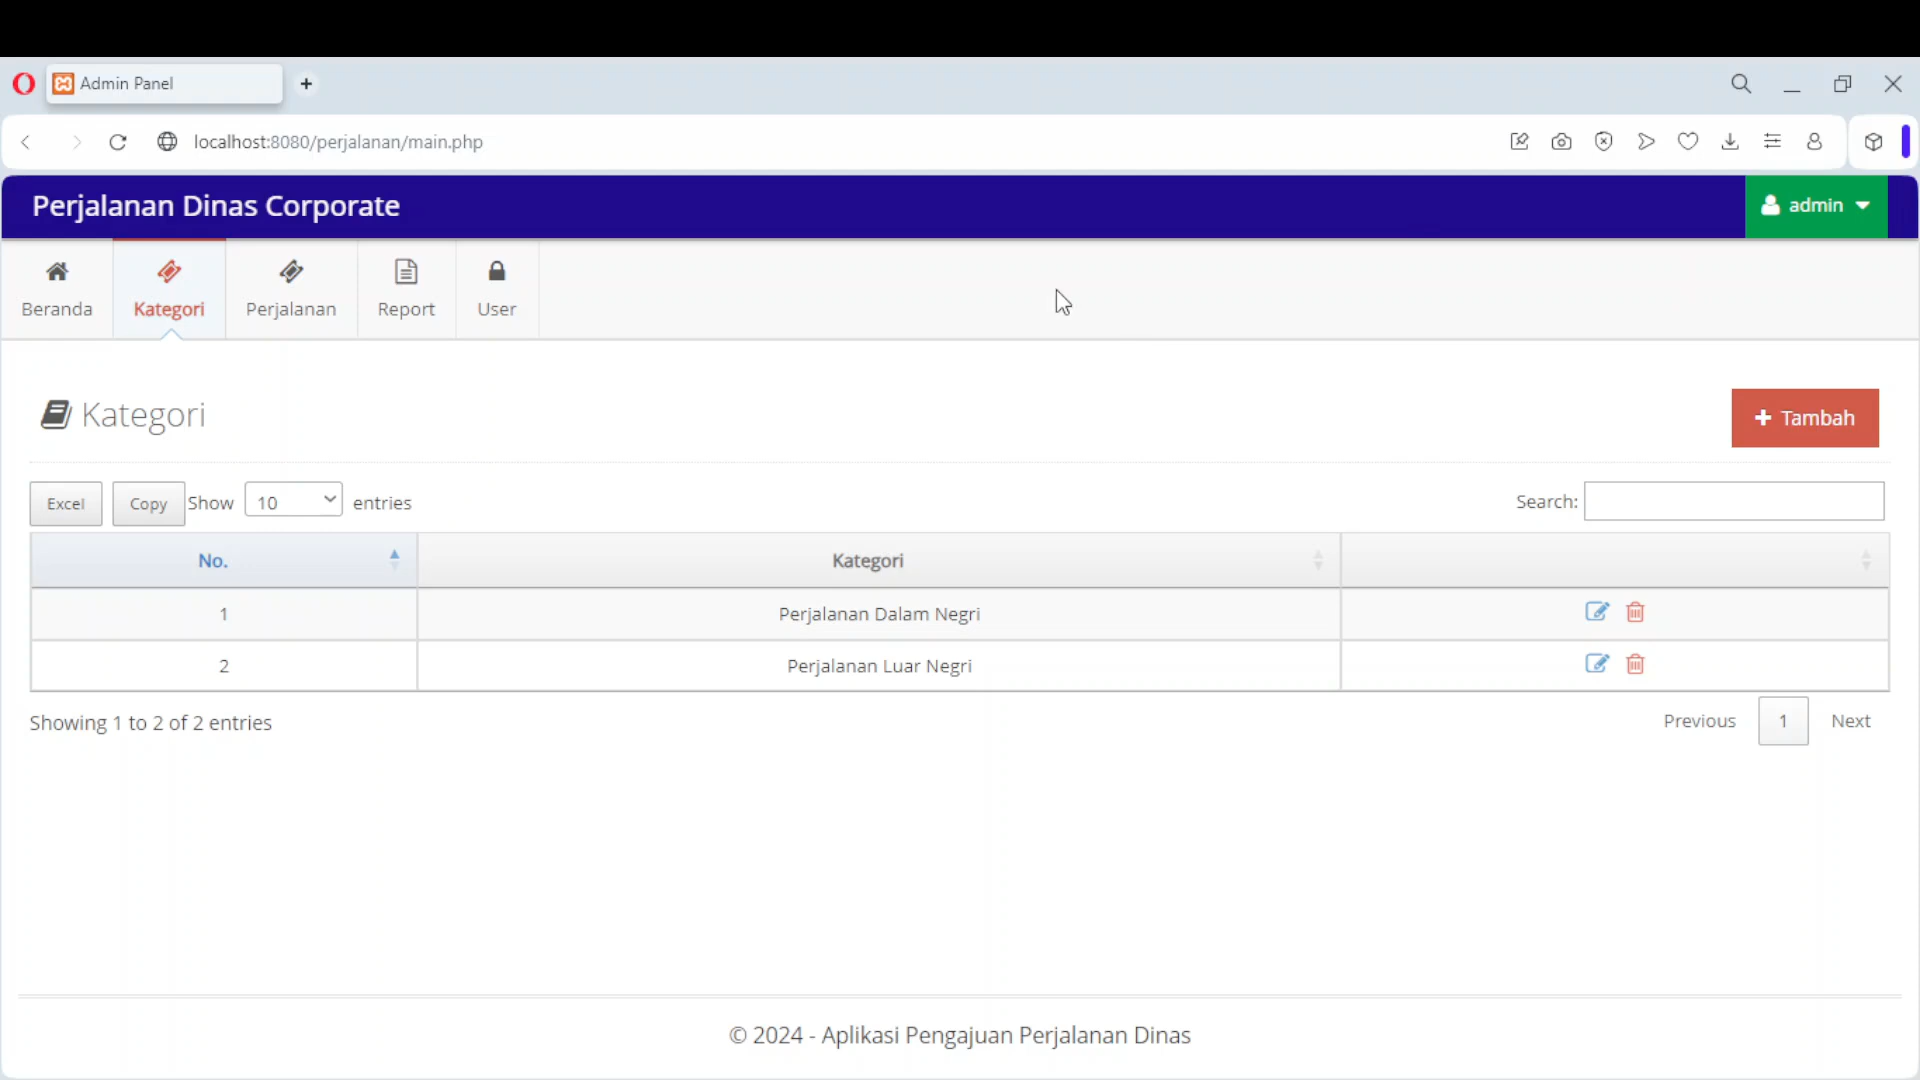 Admin Panel
localhost:8080/perjalanan/main.php
Perjalanan Dinas Corporate
admin
Beranda
Kategori
Perjalanan
Report
User
Kategori
+ Tambah
Excel Copy Show 10 entries
Search:
No. Kategori
1 Perjalanan Dalam Negri
2 Perjalanan Luar Negri
Showing 1 to 2 of 2 entries
Previous 1 Next
© 2024 - Aplikasi Pengajuan Perjalanan Dinas